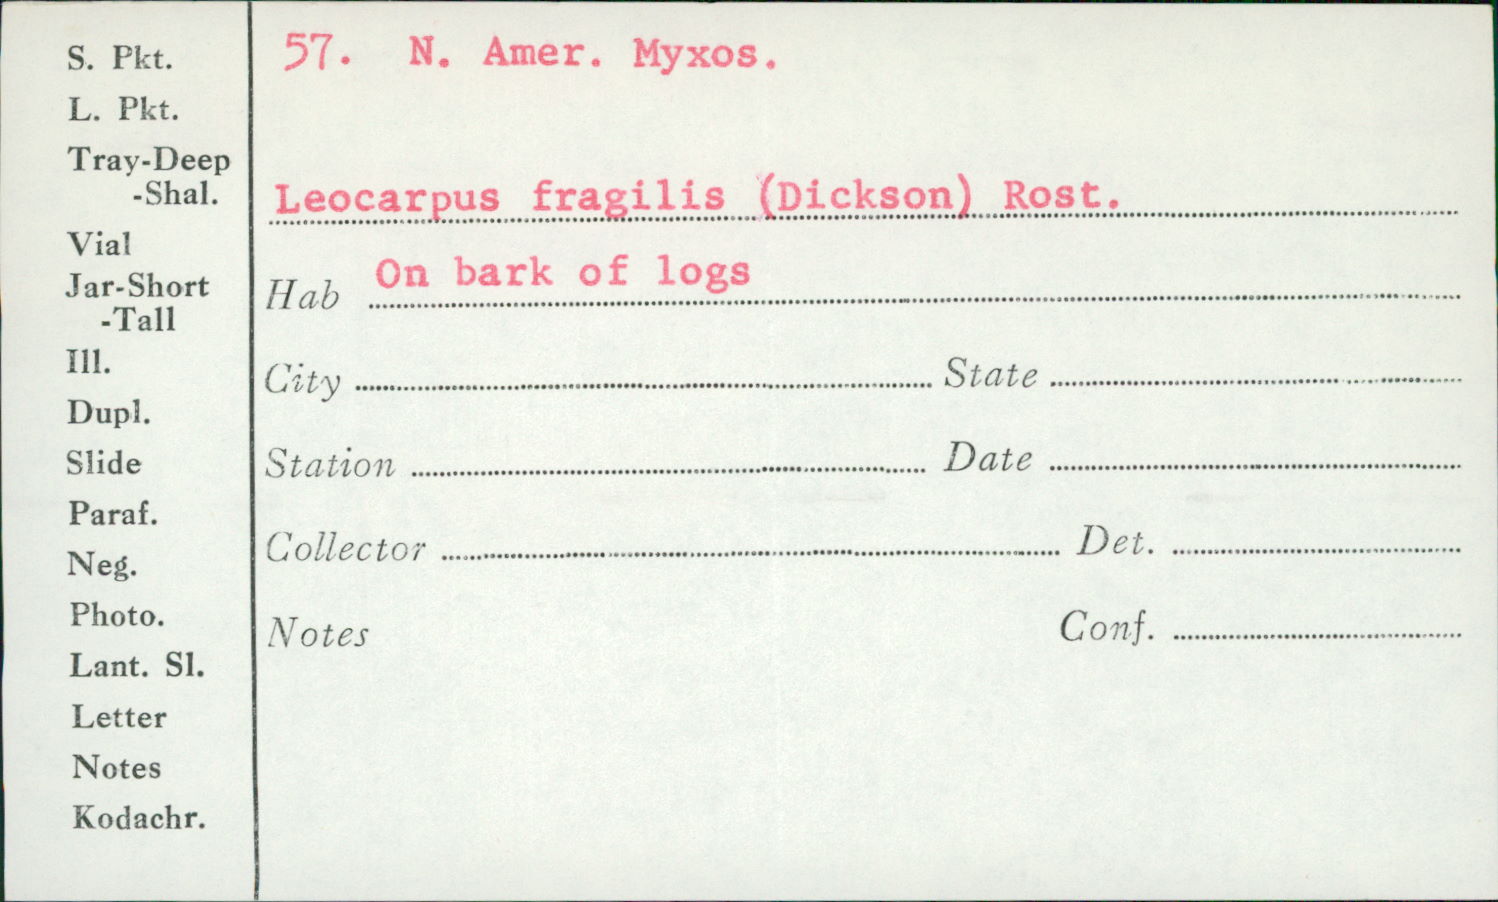 57. N. Amer. Myxos.
Leocarpus fragilis (Dickson) Rost.
Hab On bark of logs
City State
Station Date
Collector Det.
Notes Conf.
S. Pkt.
L. Pkt.
Tray-Deep
-Shal.
Vial
Jar-Short
-Tall
Ill.
Dupl.
Slide
Paraf.
Neg.
Photo.
Lant. Sl.
Letter
Notes
Kodachr.